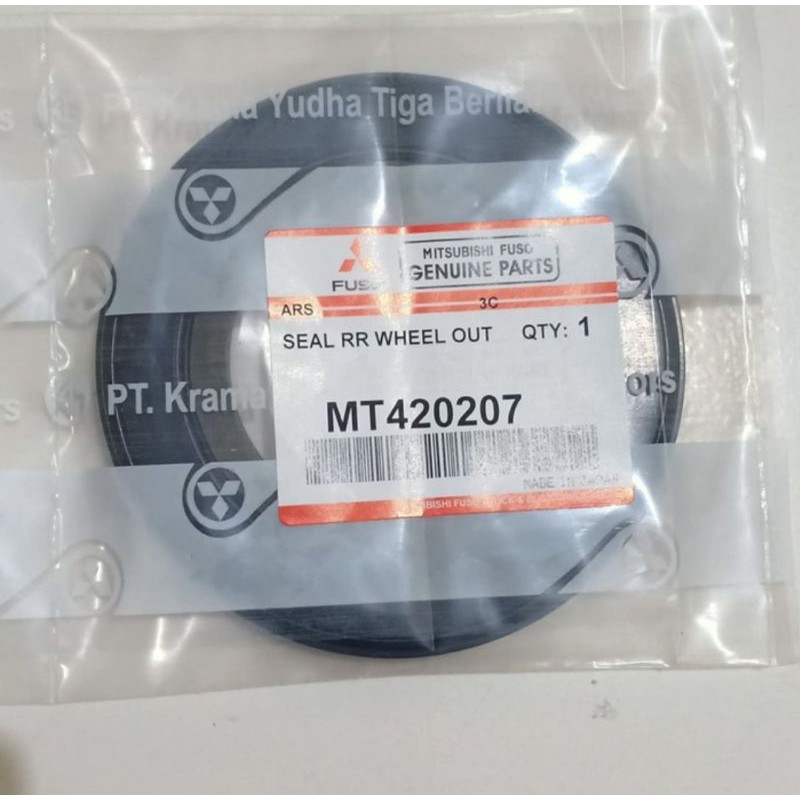 PT. Yudha Tiga Berlia
MITSUBISHI FUSO
GENUINE PARTS
FUSO
ARS 3C
SEAL RR WHEEL OUT QTY: 1
PT. Krama ors
MT420207
MADE IN JAPAN